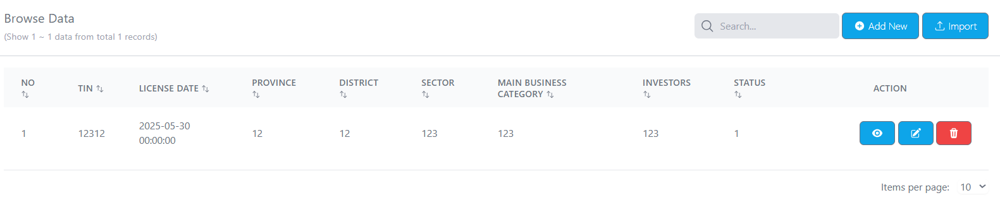 Browse Data
(Show 1 ~ 1 data from total 1 records)
Search...
Add New
Import
NO
TIN
LICENSE DATE
PROVINCE
DISTRICT
SECTOR
MAIN BUSINESS
CATEGORY
INVESTORS
STATUS
ACTION
1
12312
2025-05-30
00:00:00
12
12
123
123
123
1
Items per page: 10